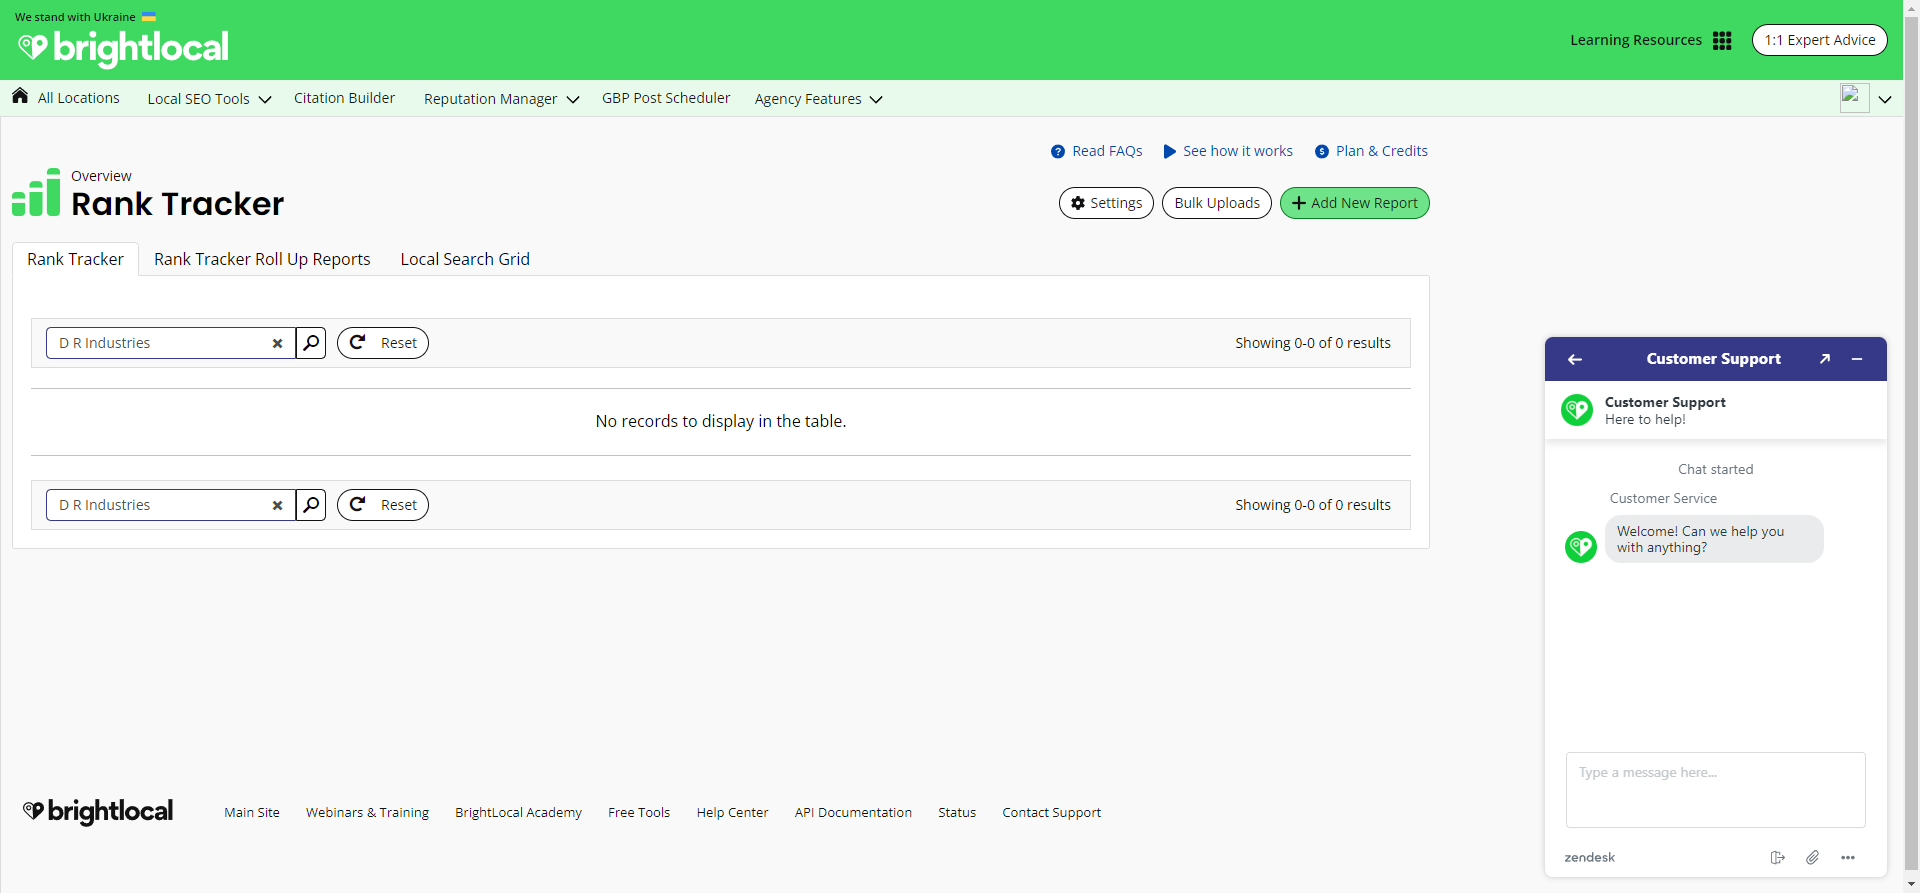 We stand with Ukraine
brightlocal
Learning Resources
1:1 Expert Advice
All Locations
Local SEO Tools
Citation Builder
Reputation Manager
GBP Post Scheduler
Agency Features
Read FAQs
See how it works
Plan & Credits
Overview
Rank Tracker
Settings
Bulk Uploads
Add New Report
Rank Tracker
Rank Tracker Roll Up Reports
Local Search Grid
D R Industries
Reset
Showing 0-0 of 0 results
No records to display in the table.
D R Industries
Reset
Showing 0-0 of 0 results
Customer Support
Customer Support
Here to help!
Chat started
Customer Service
Welcome! Can we help you
with anything?
Type a message here...
zendesk
brightlocal
Main Site
Webinars & Training
BrightLocal Academy
Free Tools
Help Center
API Documentation
Status
Contact Support